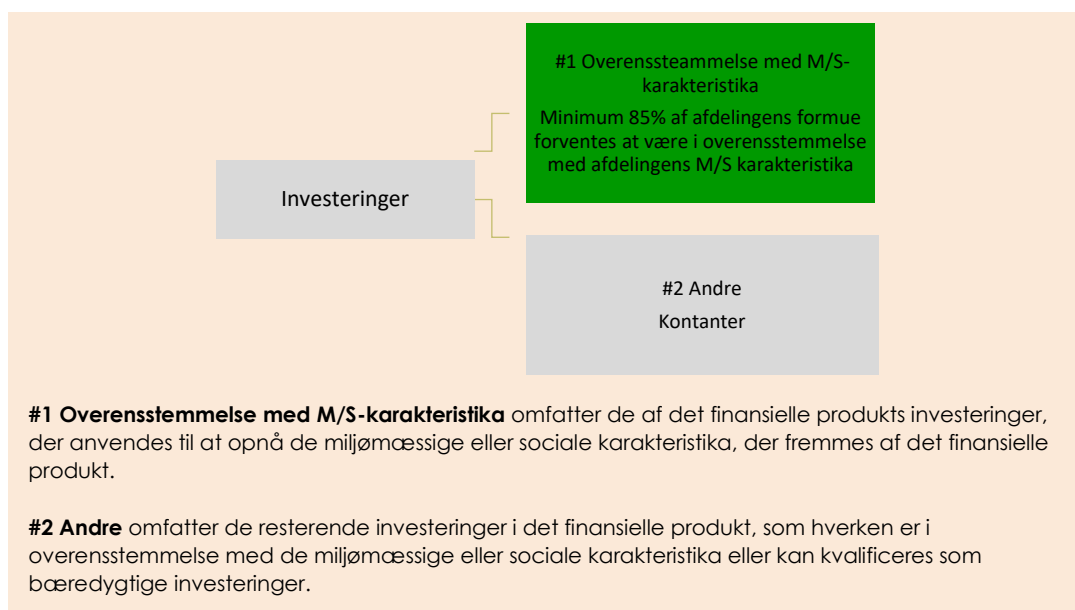 #1 Overenssteammelse med M/S-
karakteristika
Minimum 85% af afdelingens formue
forventes at være i overensstemmelse
med afdelingens M/S karakteristika
Investeringer
#2 Andre
Kontanter
#1 Overensstemmelse med M/S-karakteristika omfatter de af det finansielle produkts investeringer,
der anvendes til at opnå de miljømæssige eller sociale karakteristika, der fremmes af det finansielle
produkt.
#2 Andre omfatter de resterende investeringer i det finansielle produkt, som hverken er i
overensstemmelse med de miljømæssige eller sociale karakteristika eller kan kvalificeres som
bæredygtige investeringer.